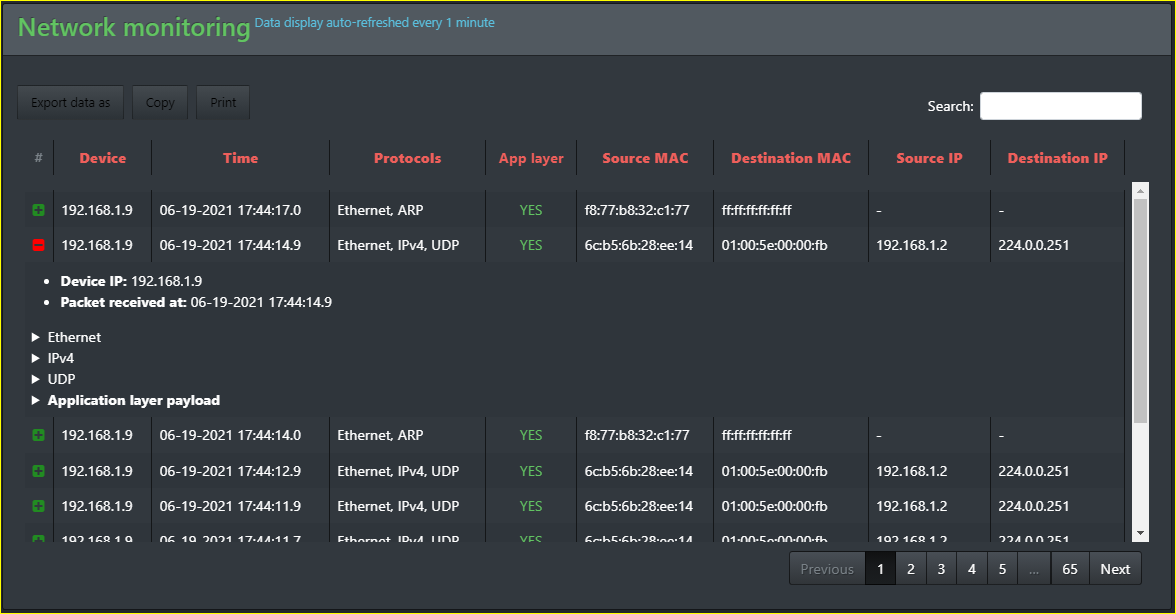 Network monitoring Data display auto-refreshed every 1 minute
Export data as Copy Print Search:
# Device Time Protocols App layer Source MAC Destination MAC Source IP Destination IP
192.168.1.9 06-19-2021 17:44:17.0 Ethernet, ARP YES f8:77:b8:32:c1:77 ff:ff:ff:ff:ff:ff - -
192.168.1.9 06-19-2021 17:44:14.9 Ethernet, IPv4, UDP YES 6c:b5:6b:28:ee:14 01:00:5e:00:00:fb 192.168.1.2 224.0.0.251
• Device IP: 192.168.1.9
• Packet received at: 06-19-2021 17:44:14.9
▶ Ethernet
▶ IPv4
▶ UDP
▶ Application layer payload
192.168.1.9 06-19-2021 17:44:14.0 Ethernet, ARP YES f8:77:b8:32:c1:77 ff:ff:ff:ff:ff:ff - -
192.168.1.9 06-19-2021 17:44:12.9 Ethernet, IPv4, UDP YES 6c:b5:6b:28:ee:14 01:00:5e:00:00:fb 192.168.1.2 224.0.0.251
192.168.1.9 06-19-2021 17:44:11.9 Ethernet, IPv4, UDP YES 6c:b5:6b:28:ee:14 01:00:5e:00:00:fb 192.168.1.2 224.0.0.251
192.168.1.9 06-19-2021 17:44:11.7 Ethernet, IPv4, UDP YES 6c:b5:6b:28:ee:14 01:00:5e:00:00:fb 192.168.1.2 224.0.0.251
Previous 1 2 3 4 5 ... 65 Next